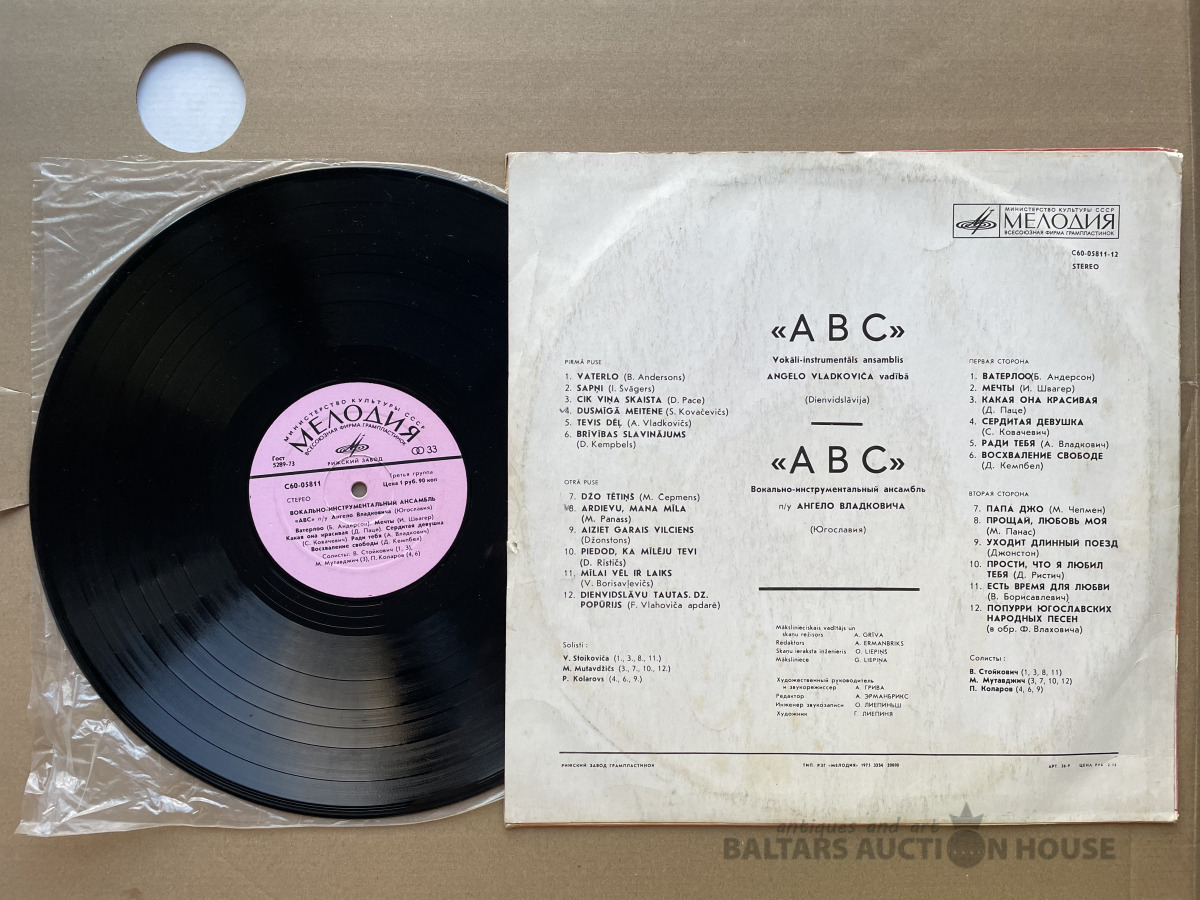 МИНИСТЕРСТВО КУЛЬТУРЫ СССР
МЕЛОДИЯ
ВСЕСОЮЗНАЯ ФИРМА ГРАМПЛАСТИНОК
РИЖСКИЙ ЗАВОД
Гост
5289-73
33
С60-05811
Третья группа
Цена 1 руб. 90 коп
СТЕРЕО
ВОКАЛЬНО-ИНСТРУМЕНТАЛЬНЫЙ АНСАМБЛЬ
«АВС» п/у Ангело Владковича (Югославия)
Ватерлоо (Б. Андерсон) Мечты (И. Швагер)
Какая она красивая (Д. Паце) Сердитая девушка
(С. Ковачевич) Ради тебя (А. Владкович)
Восхваление свободы (Д. Кемпбел)
Солисты: В. Стойкович (1, 3),
М. Мутавджич (3), П. Коларов (4, 6)
МИНИСТЕРСТВО КУЛЬТУРЫ СССР
МЕЛОДИЯ
ВСЕСОЮЗНАЯ ФИРМА ГРАМПЛАСТИНОК
С60-05811-12
STEREO
«A B C»
Vokāli-instrumentāls ansamblis
ANGELO VLADKOVIČA vadībā
(Dienvidslāvija)
«A B C»
Вокально-инструментальный ансамбль
п/у АНГЕЛО ВЛАДКОВИЧА
(Югославия)
PIRMĀ PUSE
1. VATERLO (B. Andersons)
2. SAPŅI (I. Švāgers)
3. CIK VIŅA SKAISTA (D. Pace)
4. DUSMĪGĀ MEITENE (S. Kovačevičs)
5. TEVIS DĒĻ (A. Vladkovičs)
6. BRĪVĪBAS SLAVINĀJUMS
(D. Kempbels)
OTRĀ PUSE
7. DŽO TĒTIŅŠ (M. Čepmens)
8. ARDIEVU, MANA MĪLA
(M. Panass)
9. AIZIET GARAIS VILCIENS
(Džonstons)
10. PIEDOD, KA MĪLĒJU TEVI
(D. Rističs)
11. MĪLAI VĒL IR LAIKS
(V. Borisavļevičs)
12. DIENVIDSLĀVU TAUTAS. DZ.
POPŪRIJS (F. Vlahoviča apdarē)
Solisti :
V. Stoikoviča (1., 3., 8., 11.)
M. Mutavdžičs (3., 7., 10., 12.)
P. Kolarovs (4., 6., 9.)
Mākslinieciskais vadītājs un
skaņu režisors A. GRĪVA
Redaktors A. ERMANBRIKS
Skaņu ieraksta inženieris O. LIEPIŅŠ
Māksliniece G. LIEPIŅA
Художественный руководитель
и звукорежиссер А. ГРИВА
Редактор А. ЭРМАНБРИКС
Инженер звукозаписи О. ЛИЕПИНЬШ
Художник Г. ЛИЕПИНЯ
ПЕРВАЯ СТОРОНА
1. ВАТЕРЛОО(Б. Андерсон)
2. МЕЧТЫ (И. Швагер)
3. КАКАЯ ОНА КРАСИВАЯ
(Д. Паце)
4. СЕРДИТАЯ ДЕВУШКА
(С. Ковачевич)
5. РАДИ ТЕБЯ (А. Владкович)
6. ВОСХВАЛЕНИЕ СВОБОДЕ
(Д. Кемпбел)
ВТОРАЯ СТОРОНА
7. ПАПА ДЖО (М. Чепмен)
8. ПРОЩАЙ, ЛЮБОВЬ МОЯ
(М. Панас)
9. УХОДИТ ДЛИННЫЙ ПОЕЗД
(Джонстон)
10. ПРОСТИ, ЧТО Я ЛЮБИЛ
ТЕБЯ (Д. Ристич)
11. ЕСТЬ ВРЕМЯ ДЛЯ ЛЮБВИ
(В. Борисавлевич)
12. ПОПУРРИ ЮГОСЛАВСКИХ
НАРОДНЫХ ПЕСЕН
(в обр. Ф. Влаховича)
Солисты :
В. Стойкович (1, 3, 8, 11)
М. Мутавджич (3, 7, 10, 12)
П. Коларов (4, 6, 9)
РИЖСКИЙ ЗАВОД ГРАМПЛАСТИНОК
ТИП. РЗГ «МЕЛОДИЯ» 1975 3354 20000
АРТ. 36-Р ЦЕНА РУБ. 2-15
antiques and art
BALTARS AUCTION HOUSE